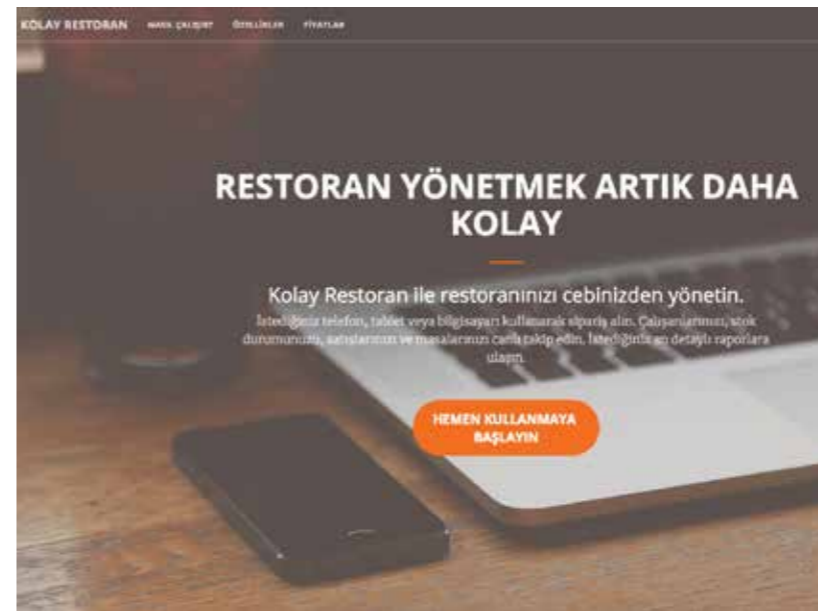 KOLAY RESTORAN NASIL ÇALIŞIR? ÖZELLİKLER FİYATLAR
RESTORAN YÖNETMEK ARTIK DAHA
KOLAY
Kolay Restoran ile restoranınızı cebinizden yönetin.
İstediğiniz telefon, tablet veya bilgisayarı kullanarak sipariş alın. Çalışanlarınızı, stok
durumunuzu, satışlarınızı ve masalarınızı canlı takip edin. İstediğiniz an detaylı raporlara
ulaşın.
HEMEN KULLANMAYA
BAŞLAYIN